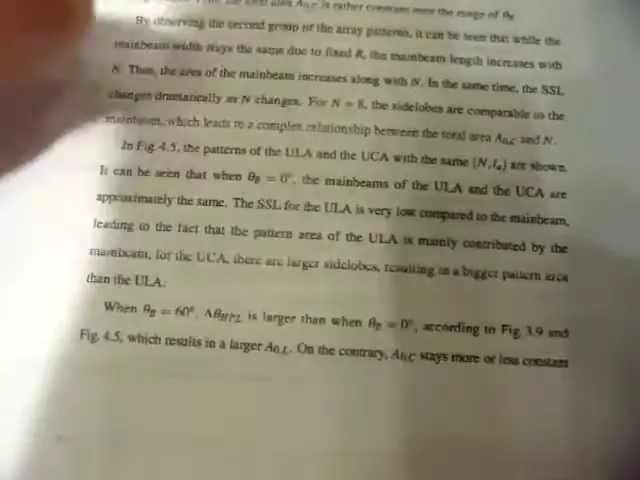 the total area A₀,C is rather constant over the range of θ_B
By observing the second group of the array patterns, it can be seen that while the
mainbeam width stays the same due to fixed R, the mainbeam length increases with
N. Thus, the area of the mainbeam increases along with N. In the same time, the SSL
changes dramatically as N changes. For N = 8, the sidelobes are comparable to the
mainbeam, which leads to a complex relationship between the total area A₀,C and N.
In Fig 4.5, the patterns of the ULA and the UCA with the same (N, Iₐ) are shown.
It can be seen that when θ_B = 0°, the mainbeams of the ULA and the UCA are
approximately the same. The SSL for the ULA is very low compared to the mainbeam,
leading to the fact that the pattern area of the ULA is mainly contributed by the
mainbeam, for the UCA, there are larger sidelobes, resulting in a bigger pattern area
than the ULA.
When θ_B = 60°, Δθ_HP,L is larger than when θ_B = 0°, according to Fig 3.9 and
Fig. 4.5, which results in a larger A₀,L. On the contrary, A₀,C stays more or less constant